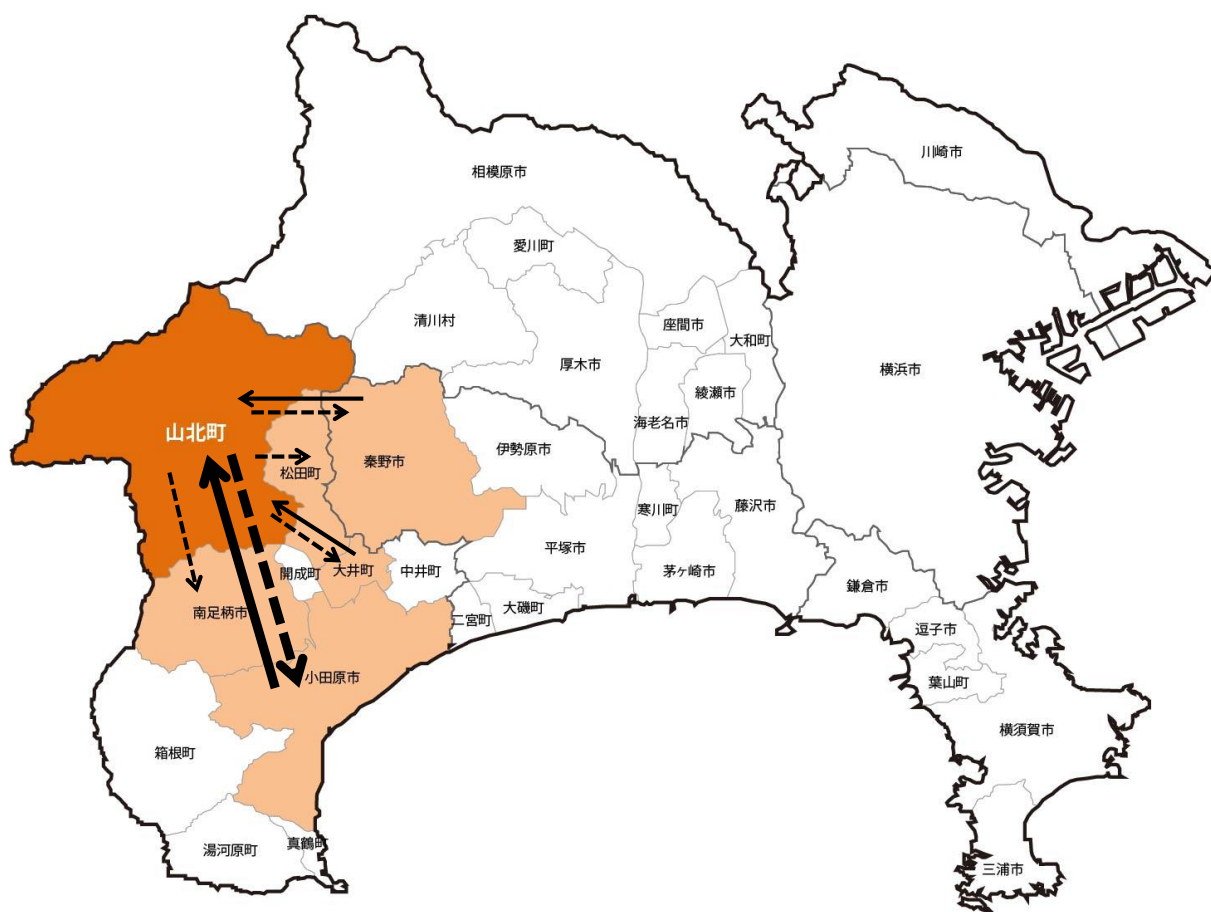 川崎市
相模原市
愛川町
清川村
座間市
大和町
厚木市
横浜市
綾瀬市
海老名市
山北町
伊勢原市
秦野市
松田町
寒川町
藤沢市
平塚市
開成町
大井町
中井町
茅ヶ崎市
鎌倉市
南足柄市
大磯町
二宮町
逗子市
小田原市
葉山町
横須賀市
箱根町
真鶴町
湯河原町
三浦市